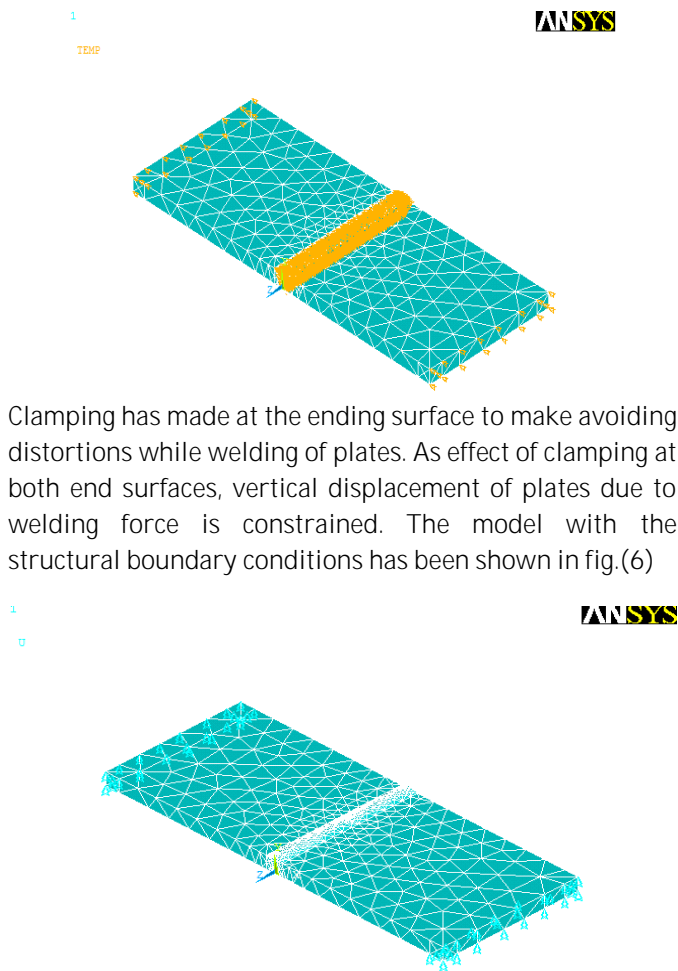 1
ANSYS
TEMP
Z
Clamping has made at the ending surface to make avoiding
distortions while welding of plates. As effect of clamping at
both end surfaces, vertical displacement of plates due to
welding force is constrained. The model with the
structural boundary conditions has been shown in fig.(6)
1
ANSYS
U
Z